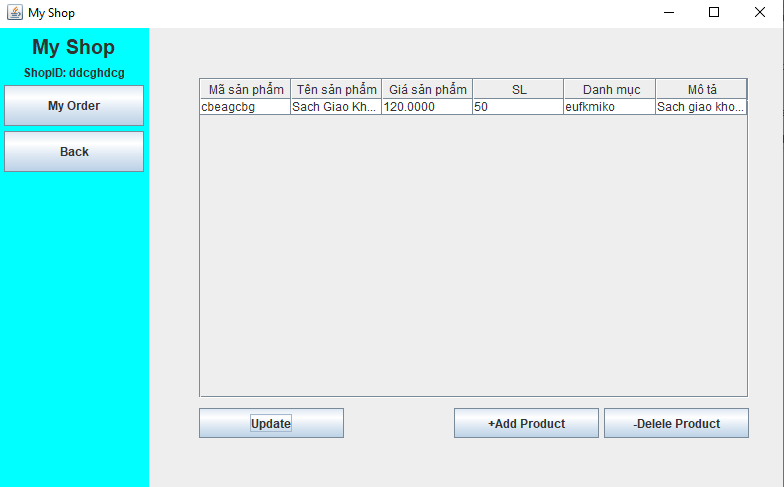 My Shop
My Shop
ShopID: ddcghdcg
My Order
Back
Mã sản phẩm Tên sản phẩm Giá sản phẩm SL Danh mục Mô tả
cbeagcbg Sach Giao Kh... 120.0000 50 eufkmiko Sach giao kho...
Update +Add Product -Delele Product